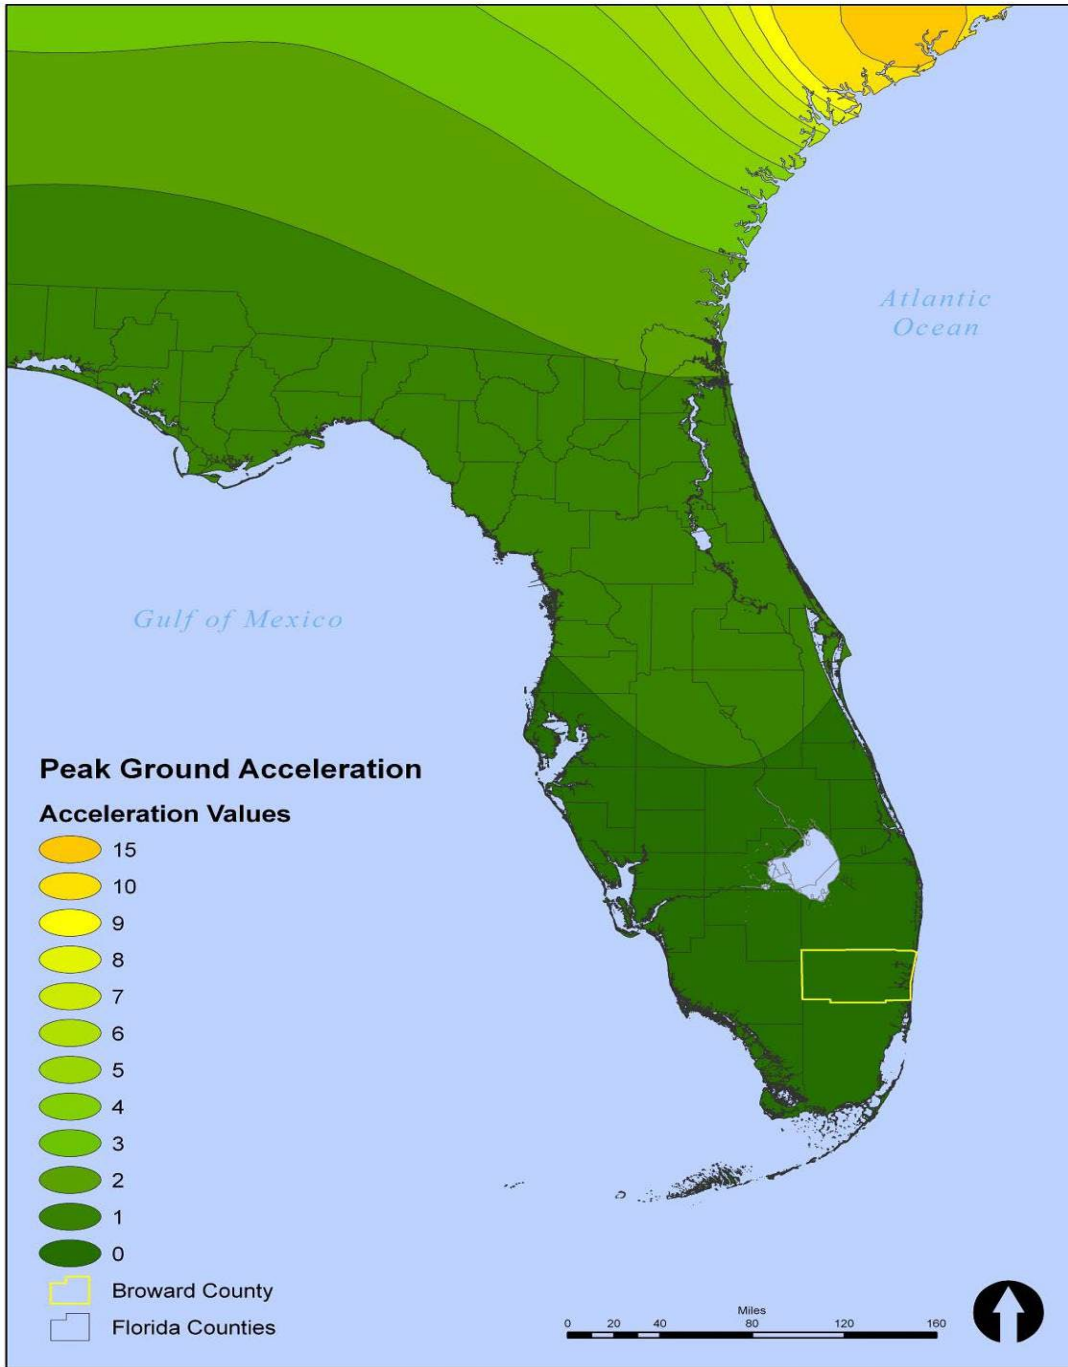 Atlantic
Ocean
Gulf of Mexico
Peak Ground Acceleration
Acceleration Values
15
10
9
8
7
6
5
4
3
2
1
0
Broward County
Florida Counties
Miles
0 20 40 80 120 160